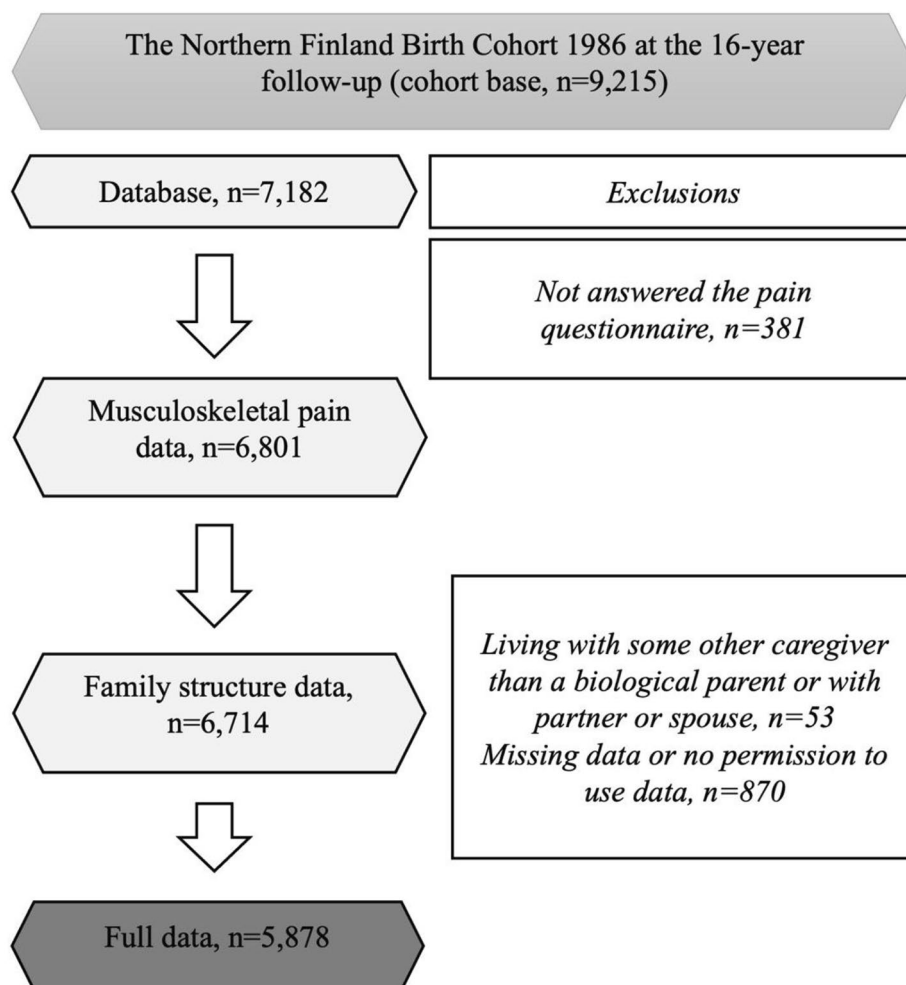 The Northern Finland Birth Cohort 1986 at the 16-year
follow-up (cohort base, n=9,215)
Database, n=7,182
Exclusions
Not answered the pain
questionnaire, n=381
Musculoskeletal pain
data, n=6,801
Family structure data,
n=6,714
Living with some other caregiver
than a biological parent or with
partner or spouse, n=53
Missing data or no permission to
use data, n=870
Full data, n=5,878